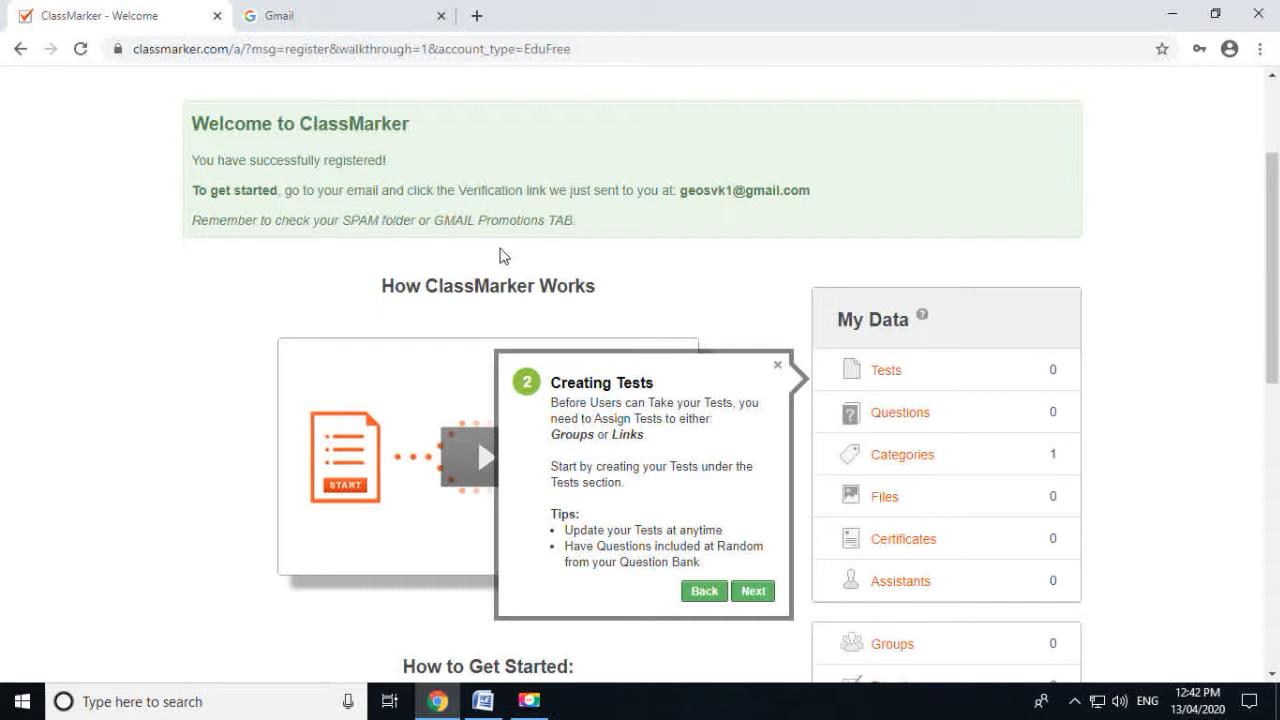 ClassMarker - Welcome
Gmail
classmarker.com/a/?msg=register&walkthrough=1&account_type=EduFree
Welcome to ClassMarker
You have successfully registered!
To get started, go to your email and click the Verification link we just sent to you at: geosvk1@gmail.com
Remember to check your SPAM folder or GMAIL Promotions TAB.
How ClassMarker Works
START
2 Creating Tests
Before Users can Take your Tests, you
need to Assign Tests to either:
Groups or Links.
Start by creating your Tests under the
Tests section.
Tips:
• Update your Tests at anytime
• Have Questions included at Random
from your Question Bank
Back Next
My Data ?
Tests 0
Questions 0
Categories 1
Files 0
Certificates 0
Assistants 0
Groups 0
How to Get Started:
Type here to search
ENG
12:42 PM
13/04/2020